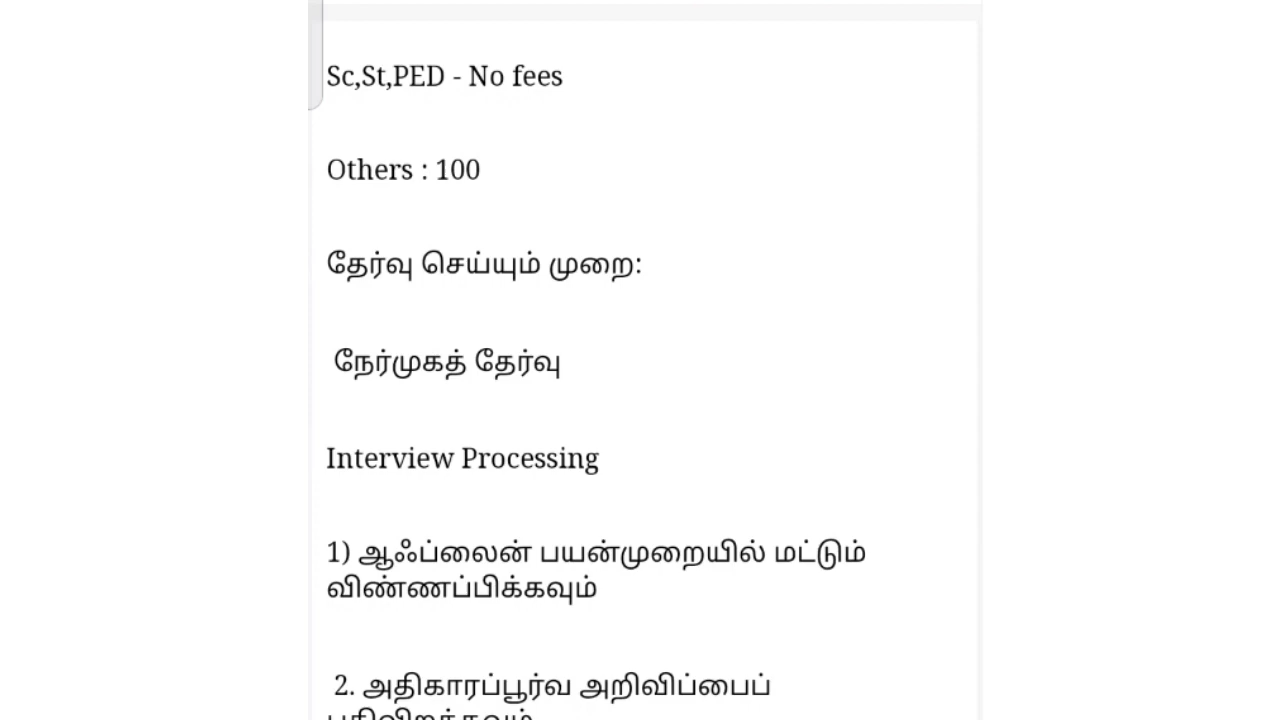 Sc,St,PED - No fees
Others : 100
தேர்வு செய்யும் முறை:
நேர்முகத் தேர்வு
Interview Processing
1) ஆஃப்லைன் பயன்முறையில் மட்டும்
விண்ணப்பிக்கவும்
2. அதிகாரப்பூர்வ அறிவிப்பைப்